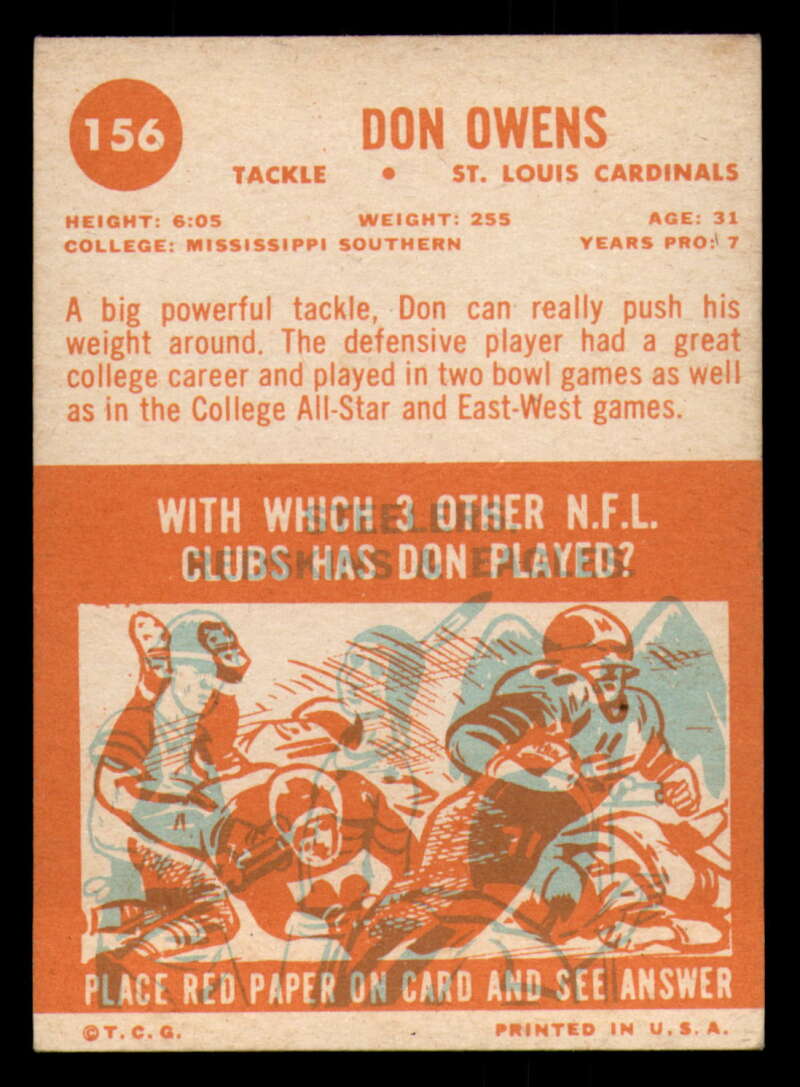 156
DON OWENS
TACKLE • ST. LOUIS CARDINALS
HEIGHT: 6:05 WEIGHT: 255 AGE: 31
COLLEGE: MISSISSIPPI SOUTHERN YEARS PRO: 7
A big powerful tackle, Don can really push his
weight around. The defensive player had a great
college career and played in two bowl games as well
as in the College All-Star and East-West games.
WITH WHICH 3 OTHER N.F.L.
STEELERS,
CLUBS HAS DON PLAYED?
REDSKINS & EAGLES.
PLACE RED PAPER ON CARD AND SEE ANSWER
© T.C.G. PRINTED IN U.S.A.